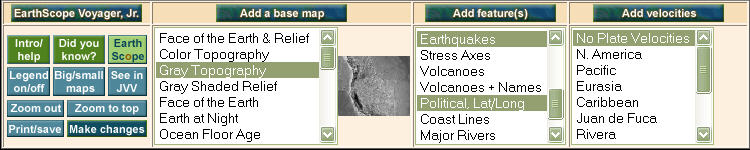 EarthScope Voyager, Jr.
Intro/
help
Did you
know?
Earth
Scope
Legend
on/off
Big/small
maps
See in
JVV
Zoom out
Zoom to top
Print/save
Make changes
Add a base map
Face of the Earth & Relief
Color Topography
Gray Topography
Gray Shaded Relief
Face of the Earth
Earth at Night
Ocean Floor Age
Add feature(s)
Earthquakes
Stress Axes
Volcanoes
Volcanoes + Names
Political, Lat/Long
Coast Lines
Major Rivers
Add velocities
No Plate Velocities
N. America
Pacific
Eurasia
Caribbean
Juan de Fuca
Rivera